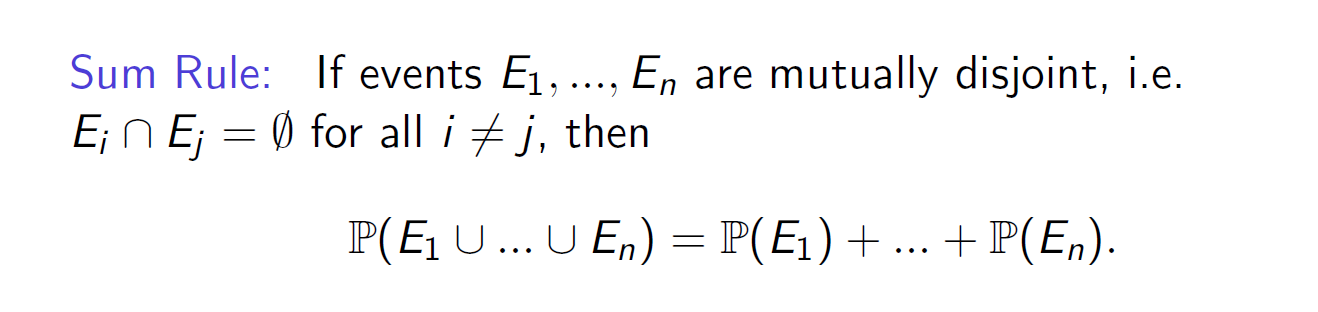 Sum Rule: If events E₁, ..., Eₙ are mutually disjoint, i.e.
Eᵢ ∩ Eⱼ = ∅ for all i ≠ j, then
ℙ(E₁ ∪ ... ∪ Eₙ) = ℙ(E₁) + ... + ℙ(Eₙ).